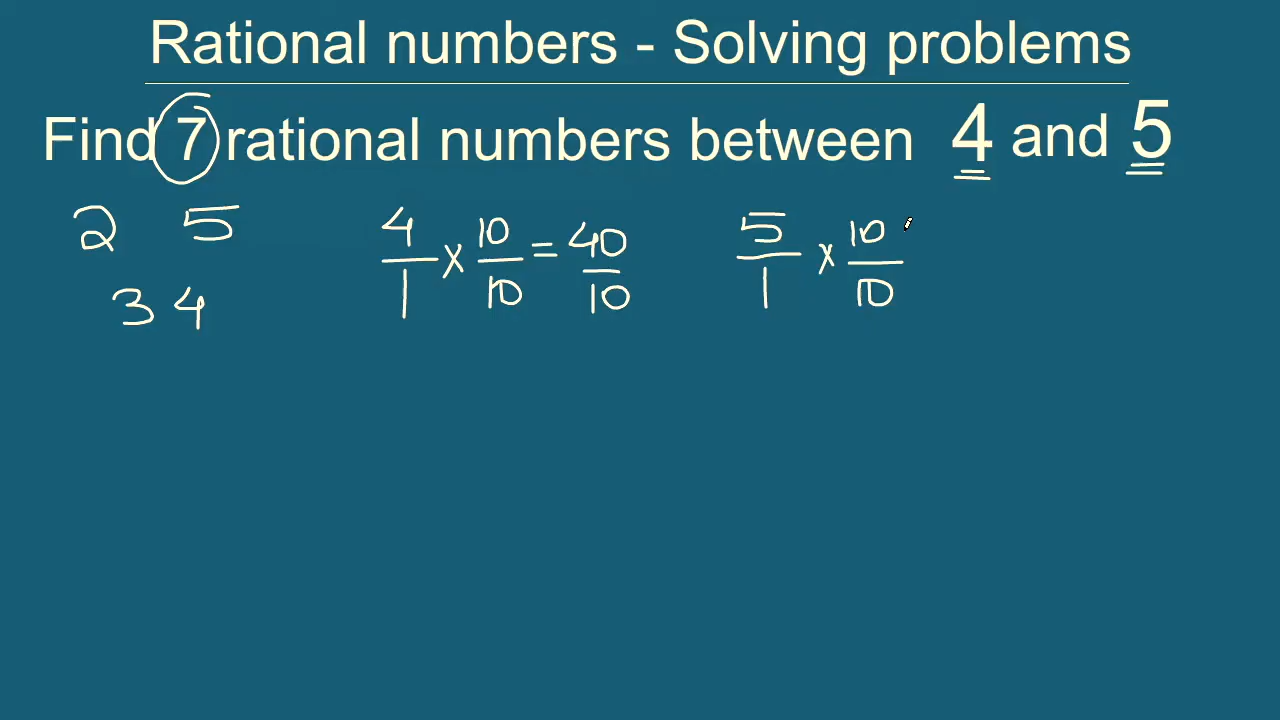 Rational numbers - Solving problems
Find 7 rational numbers between 4 and 5
2 5
3 4
4/1 × 10/10 = 40/10
5/1 × 10/10